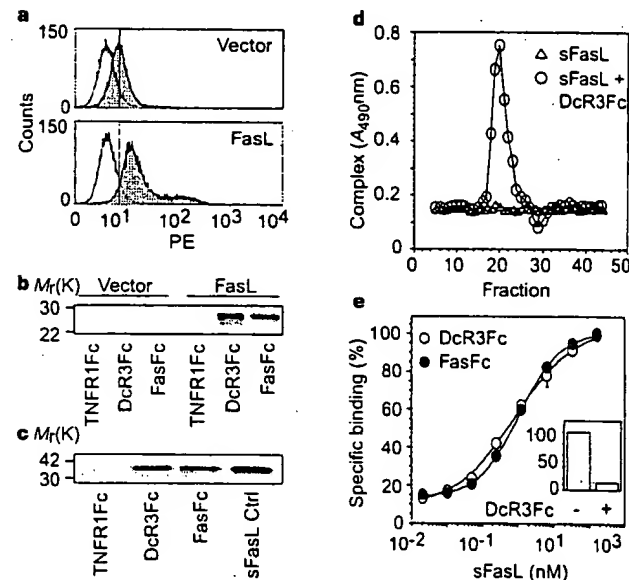 a
150
Vector
0
Counts
150
FasL
0
0 10¹ 10² 10³ 10⁴
PE
b Mr(K) Vector FasL
30
22
TNFR1Fc
DcR3Fc
FasFc
TNFR1Fc
DcR3Fc
FasFc
c Mr(K)
42
30
TNFR1Fc
DcR3Fc
FasFc
sFasL Ctrl
d
0.8
0.6
0.4
0.2
0
Complex (A490nm)
sFasL
sFasL +
DcR3Fc
0 10 20 30 40 50
Fraction
e
100
80
60
40
20
0
Specific binding (%)
DcR3Fc
FasFc
100
50
0
DcR3Fc - +
10⁻² 10⁻¹ 10¹ 10³
sFasL (nM)